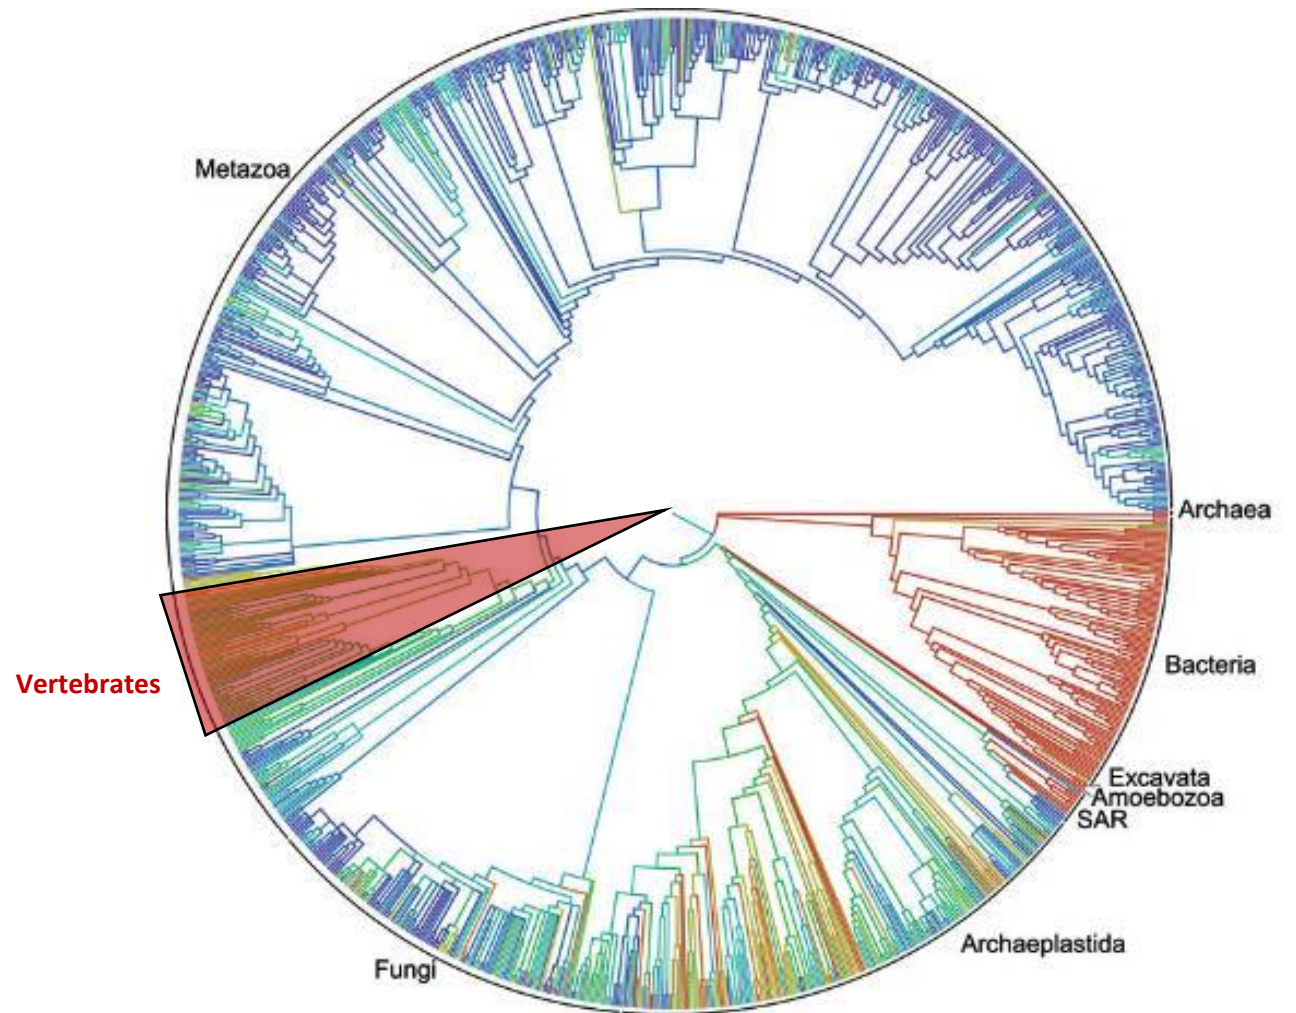 Metazoa
Archaea
Bacteria
Vertebrates
Excavata
Amoebozoa
SAR
Archaeplastida
Fungi